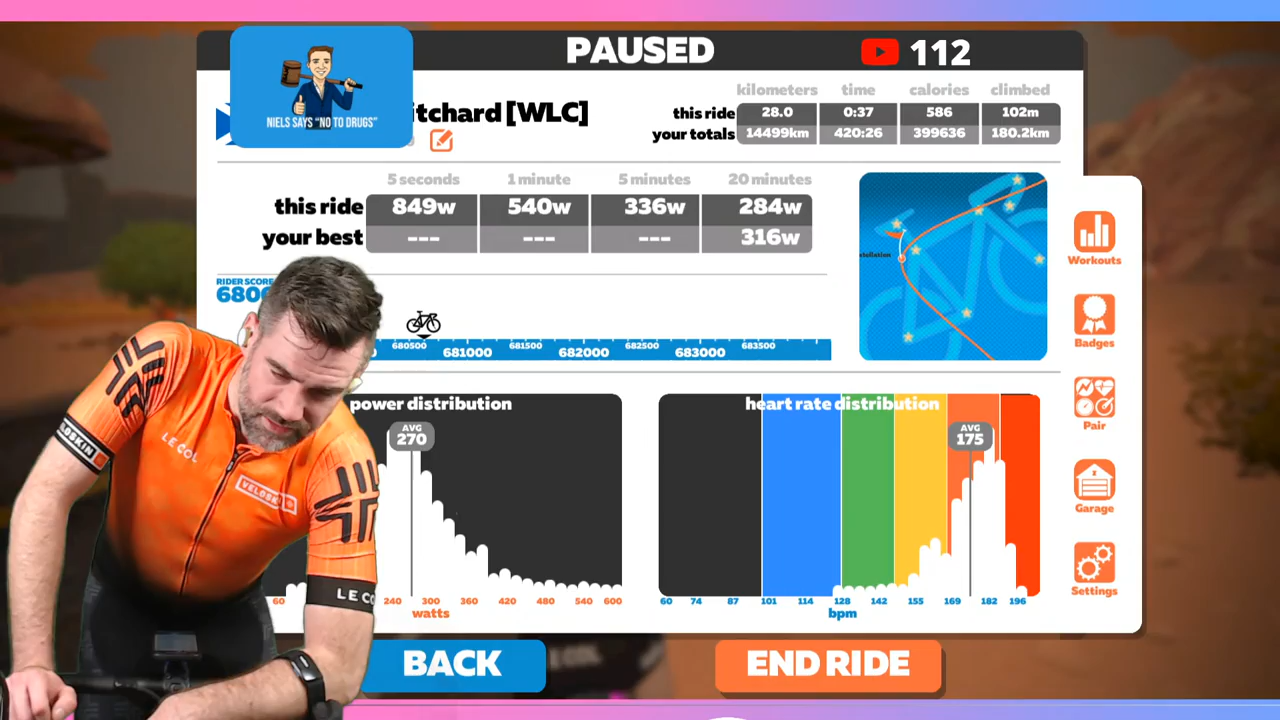 PAUSED
112
NIELS SAYS "NO TO DRUGS"
itchard [WLC]
kilometers time calories climbed
this ride 28.0 0:37 586 102m
your totals 14499km 420:26 399636 180.2km
5 seconds 1 minute 5 minutes 20 minutes
this ride 849w 540w 336w 284w
your best --- --- --- 316w
RIDER SCORE
680
680500 681000 681500 682000 682500 683000 683500
power distribution
AVG
270
240 300 360 420 480 540 600
60
watts
heart rate distribution
AVG
175
60 74 87 101 114 128 142 155 169 182 196
bpm
Workouts
Badges
Pair
Garage
Settings
LE COL
VELOSKIN
VELOSK
LE CO
BACK
END RIDE